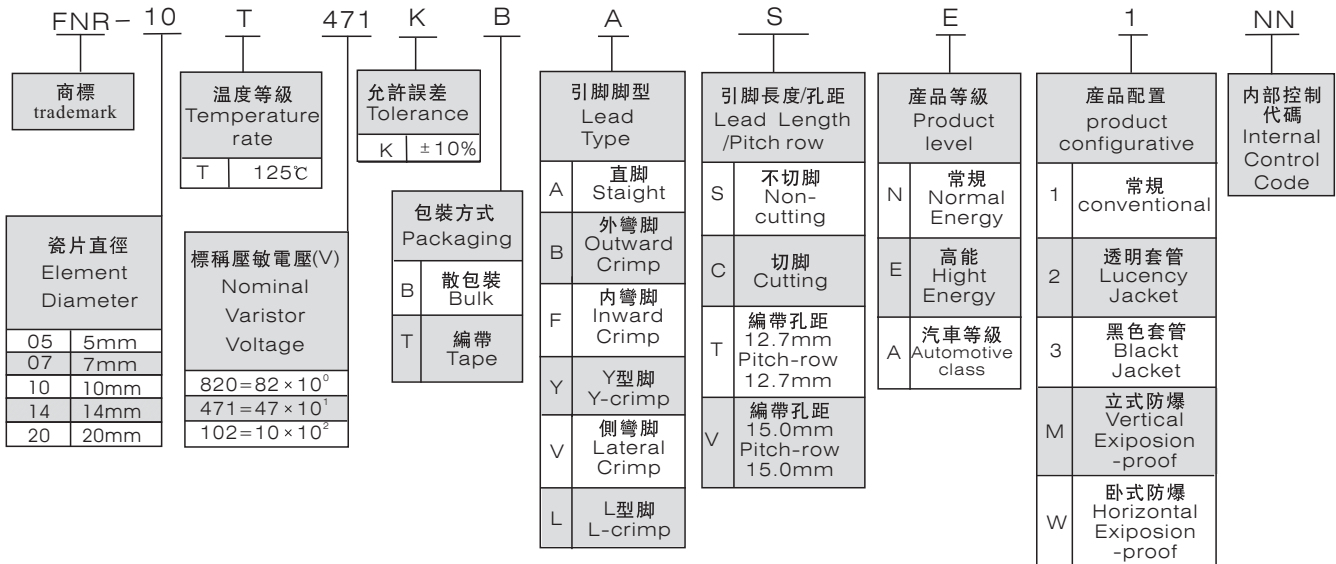 FNR-10 T 471 K B A S E 1 NN
商標
trademark
温度等級
Temperature
rate
T 125℃
允許誤差
Tolerance
K ±10%
瓷片直徑
Element
Diameter
05 5mm
07 7mm
10 10mm
14 14mm
20 20mm
標稱壓敏電壓(V)
Nominal
Varistor
Voltage
820=82×10⁰
471=47×10¹
102=10×10²
包裝方式
Packaging
B 散包裝
Bulk
T 編帶
Tape
引脚脚型
Lead
Type
A 直脚
Staight
B 外彎脚
Outward
Crimp
F 内彎脚
Inward
Crimp
Y Y型脚
Y-crimp
V 側彎脚
Lateral
Crimp
L L型脚
L-crimp
引脚長度/孔距
Lead Length
/Pitch row
S 不切脚
Non-
cutting
C 切脚
Cutting
T 編帶孔距
12.7mm
Pitch-row
12.7mm
V 編帶孔距
15.0mm
Pitch-row
15.0mm
産品等級
Product
level
N 常規
Normal
Energy
E 高能
Hight
Energy
A 汽車等級
Automotive
class
産品配置
product
configurative
1 常規
conventional
2 透明套管
Lucency
Jacket
3 黑色套管
Blackt
Jacket
M 立式防爆
Vertical
Exiposion
-proof
W 卧式防爆
Horizontal
Exiposion
-proof
内部控制
代碼
Internal
Control
Code